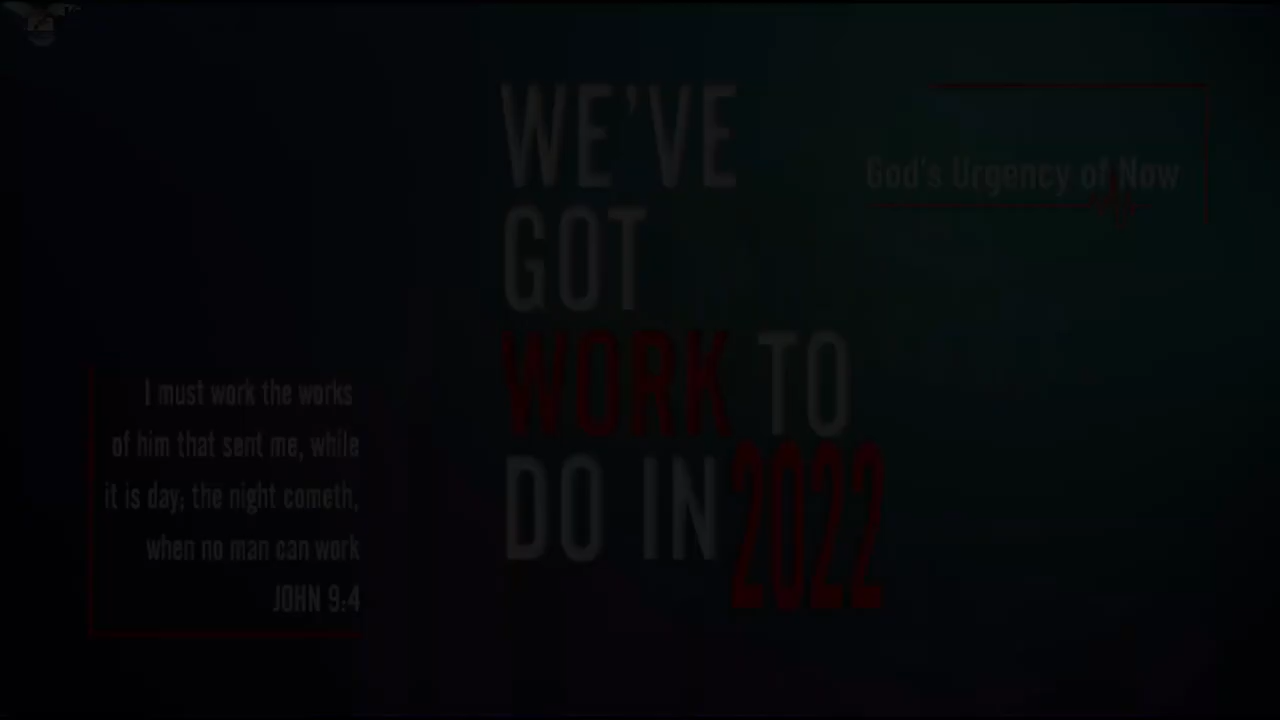 WE'VE
GOT
WORK TO
DO IN 2022
God's Urgency of Now
I must work the works
of him that sent me, while
it is day; the night cometh,
when no man can work
JOHN 9:4